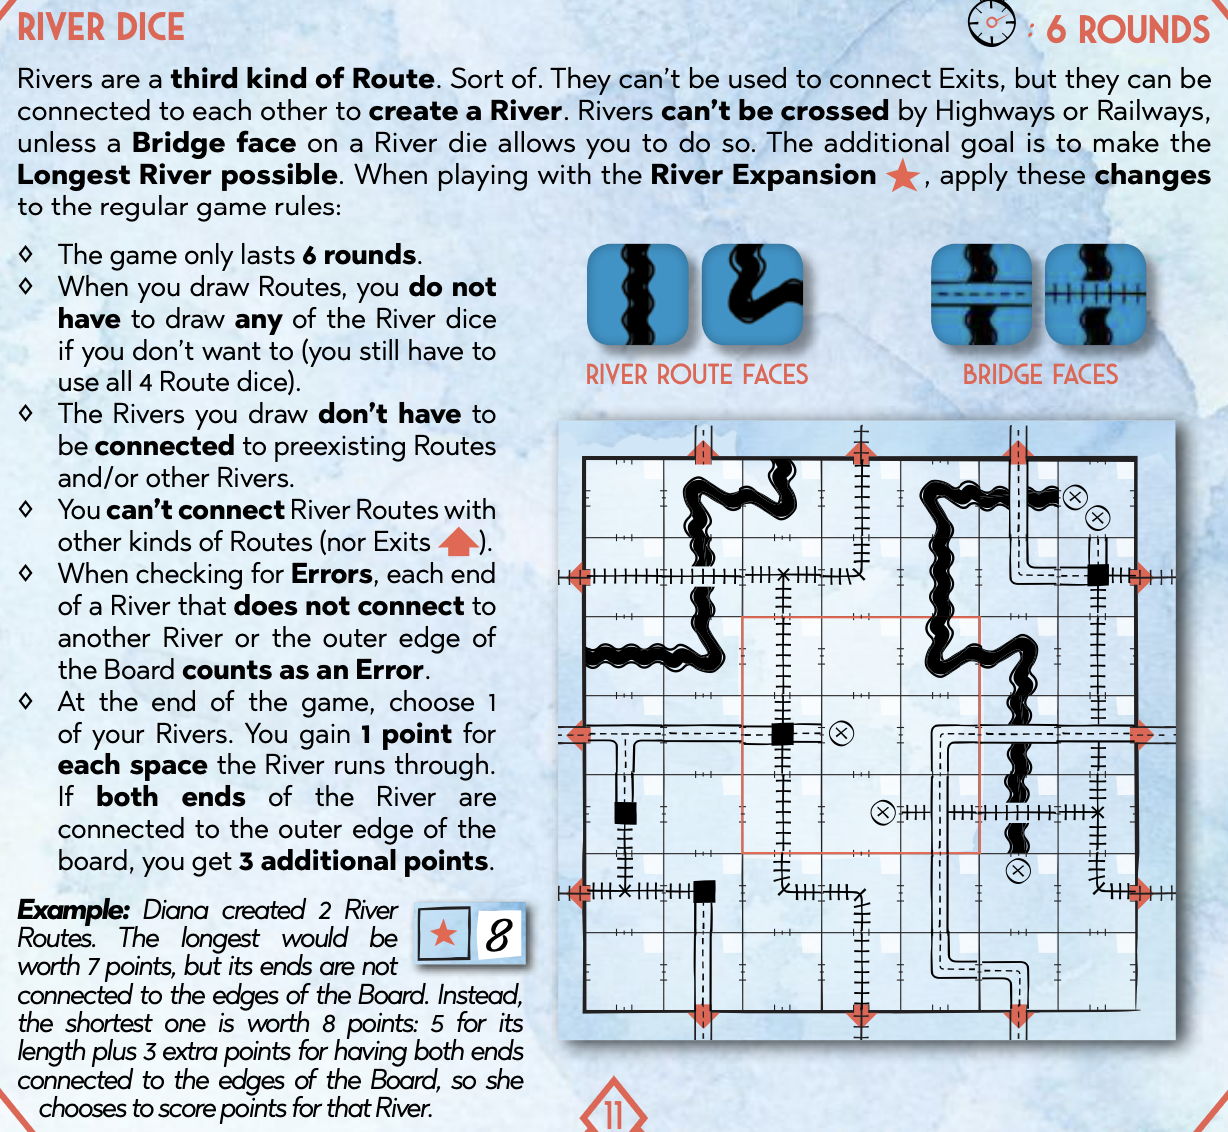 RIVER DICE
: 6 ROUNDS
Rivers are a third kind of Route. Sort of. They can't be used to connect Exits, but they can be
connected to each other to create a River. Rivers can't be crossed by Highways or Railways,
unless a Bridge face on a River die allows you to do so. The additional goal is to make the
Longest River possible. When playing with the River Expansion ★, apply these changes
to the regular game rules:
◊ The game only lasts 6 rounds.
◊ When you draw Routes, you do not
have to draw any of the River dice
if you don't want to (you still have to
use all 4 Route dice).
◊ The Rivers you draw don't have to
be connected to preexisting Routes
and/or other Rivers.
◊ You can't connect River Routes with
other kinds of Routes (nor Exits ).
◊ When checking for Errors, each end
of a River that does not connect to
another River or the outer edge of
the Board counts as an Error.
◊ At the end of the game, choose 1
of your Rivers. You gain 1 point for
each space the River runs through.
If both ends of the River are
connected to the outer edge of the
board, you get 3 additional points.
Example: Diana created 2 River
Routes. The longest would be
worth 7 points, but its ends are not
connected to the edges of the Board. Instead,
the shortest one is worth 8 points: 5 for its
length plus 3 extra points for having both ends
connected to the edges of the Board, so she
chooses to score points for that River.
★ 8
RIVER ROUTE FACES
BRIDGE FACES
11